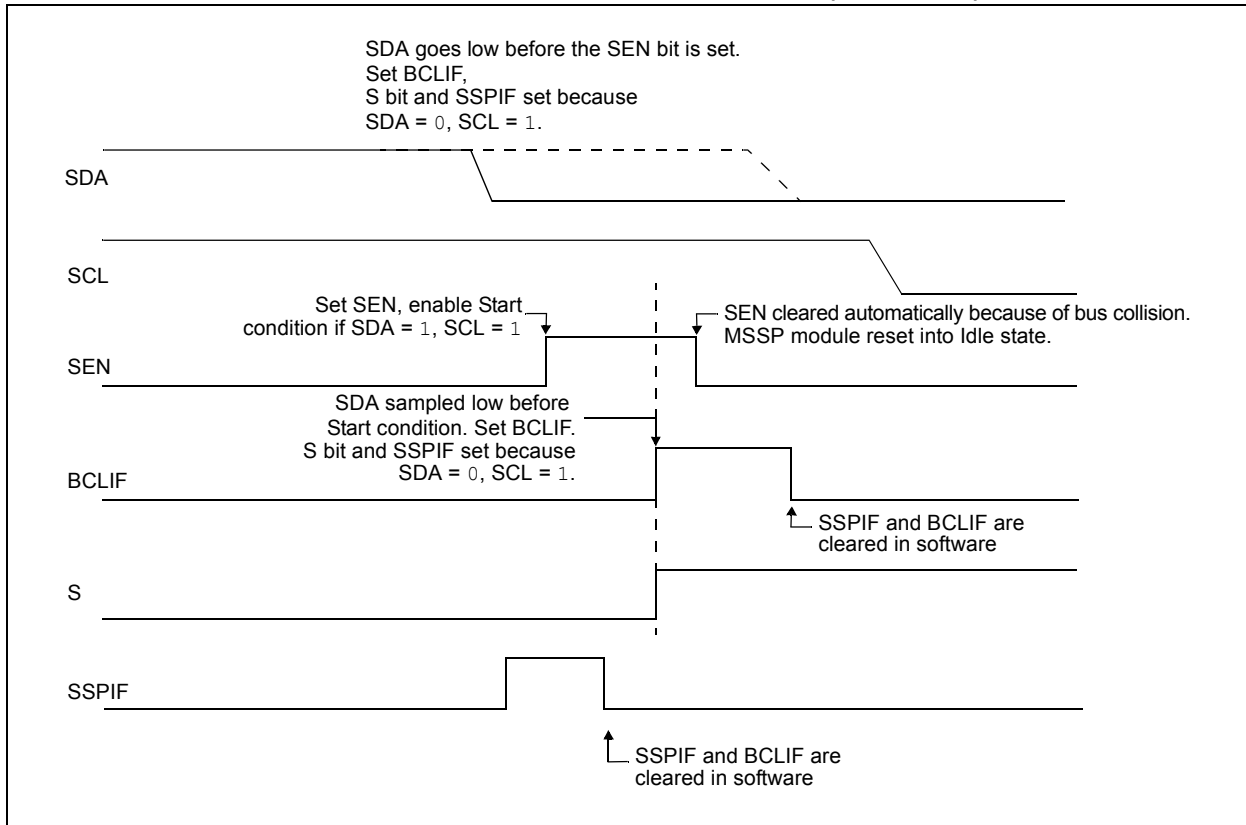 SDA goes low before the SEN bit is set.
Set BCLIF,
S bit and SSPIF set because
SDA = 0, SCL = 1.
SDA
SCL
Set SEN, enable Start
condition if SDA = 1, SCL = 1
SEN cleared automatically because of bus collision.
MSSP module reset into Idle state.
SEN
SDA sampled low before
Start condition. Set BCLIF.
S bit and SSPIF set because
SDA = 0, SCL = 1.
BCLIF
SSPIF and BCLIF are
cleared in software
S
SSPIF
SSPIF and BCLIF are
cleared in software